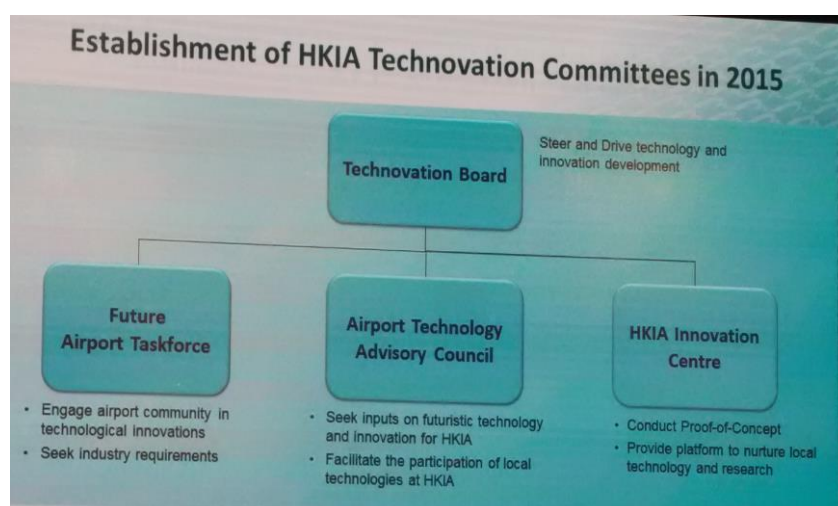 Establishment of HKIA Technovation Committees in 2015
Technovation Board
Steer and Drive technology and
innovation development
Future
Airport Taskforce
• Engage airport community in
technological innovations
• Seek industry requirements
Airport Technology
Advisory Council
• Seek inputs on futuristic technology
and innovation for HKIA
• Facilitate the participation of local
technologies at HKIA
HKIA Innovation
Centre
• Conduct Proof-of-Concept
• Provide platform to nurture local
technology and research